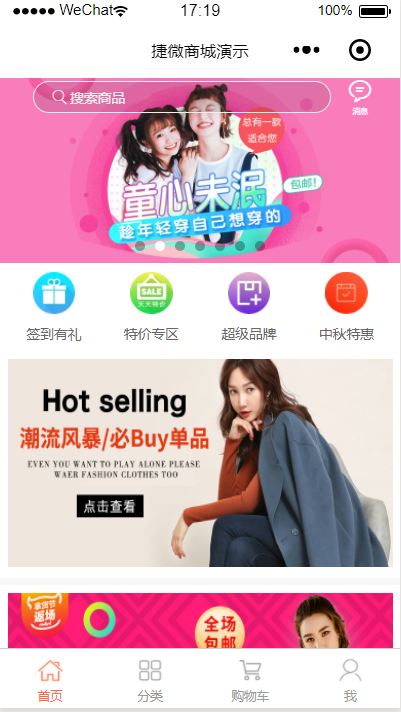 WeChat
17:19
100%
捷微商城演示
搜索商品
消息
总有一款
适合您
童心未泯
包邮!
趁年轻穿自己想穿的
SALE
天天特价
签到有礼
特价专区
超级品牌
中秋特惠
Hot selling
潮流风暴/必Buy单品
EVEN YOU WANT TO PLAY ALONE PLEASE
WAER FASHION CLOTHES TOO
点击查看
拿货节
返场
全场
包邮
首页
分类
购物车
我